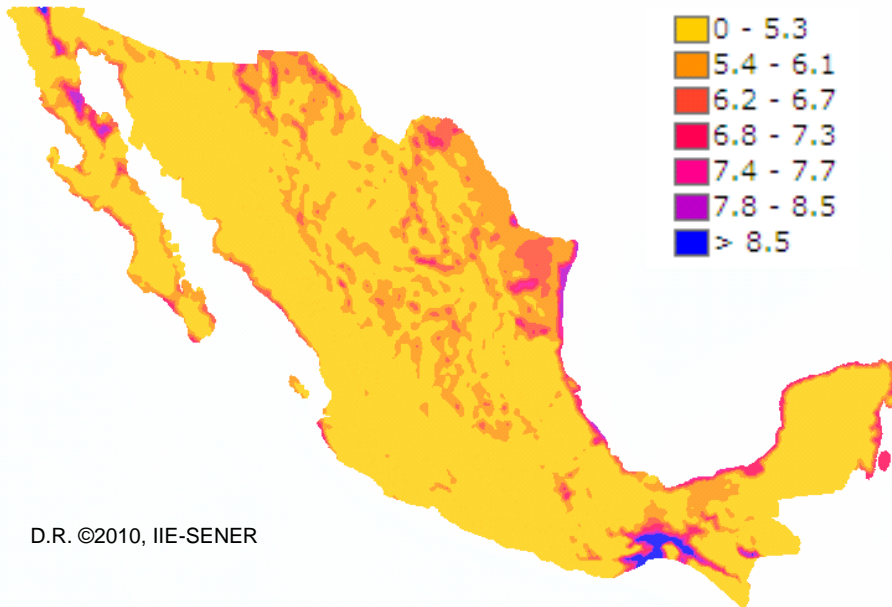 0 - 5.3
5.4 - 6.1
6.2 - 6.7
6.8 - 7.3
7.4 - 7.7
7.8 - 8.5
> 8.5
D.R. ©2010, IIE-SENER